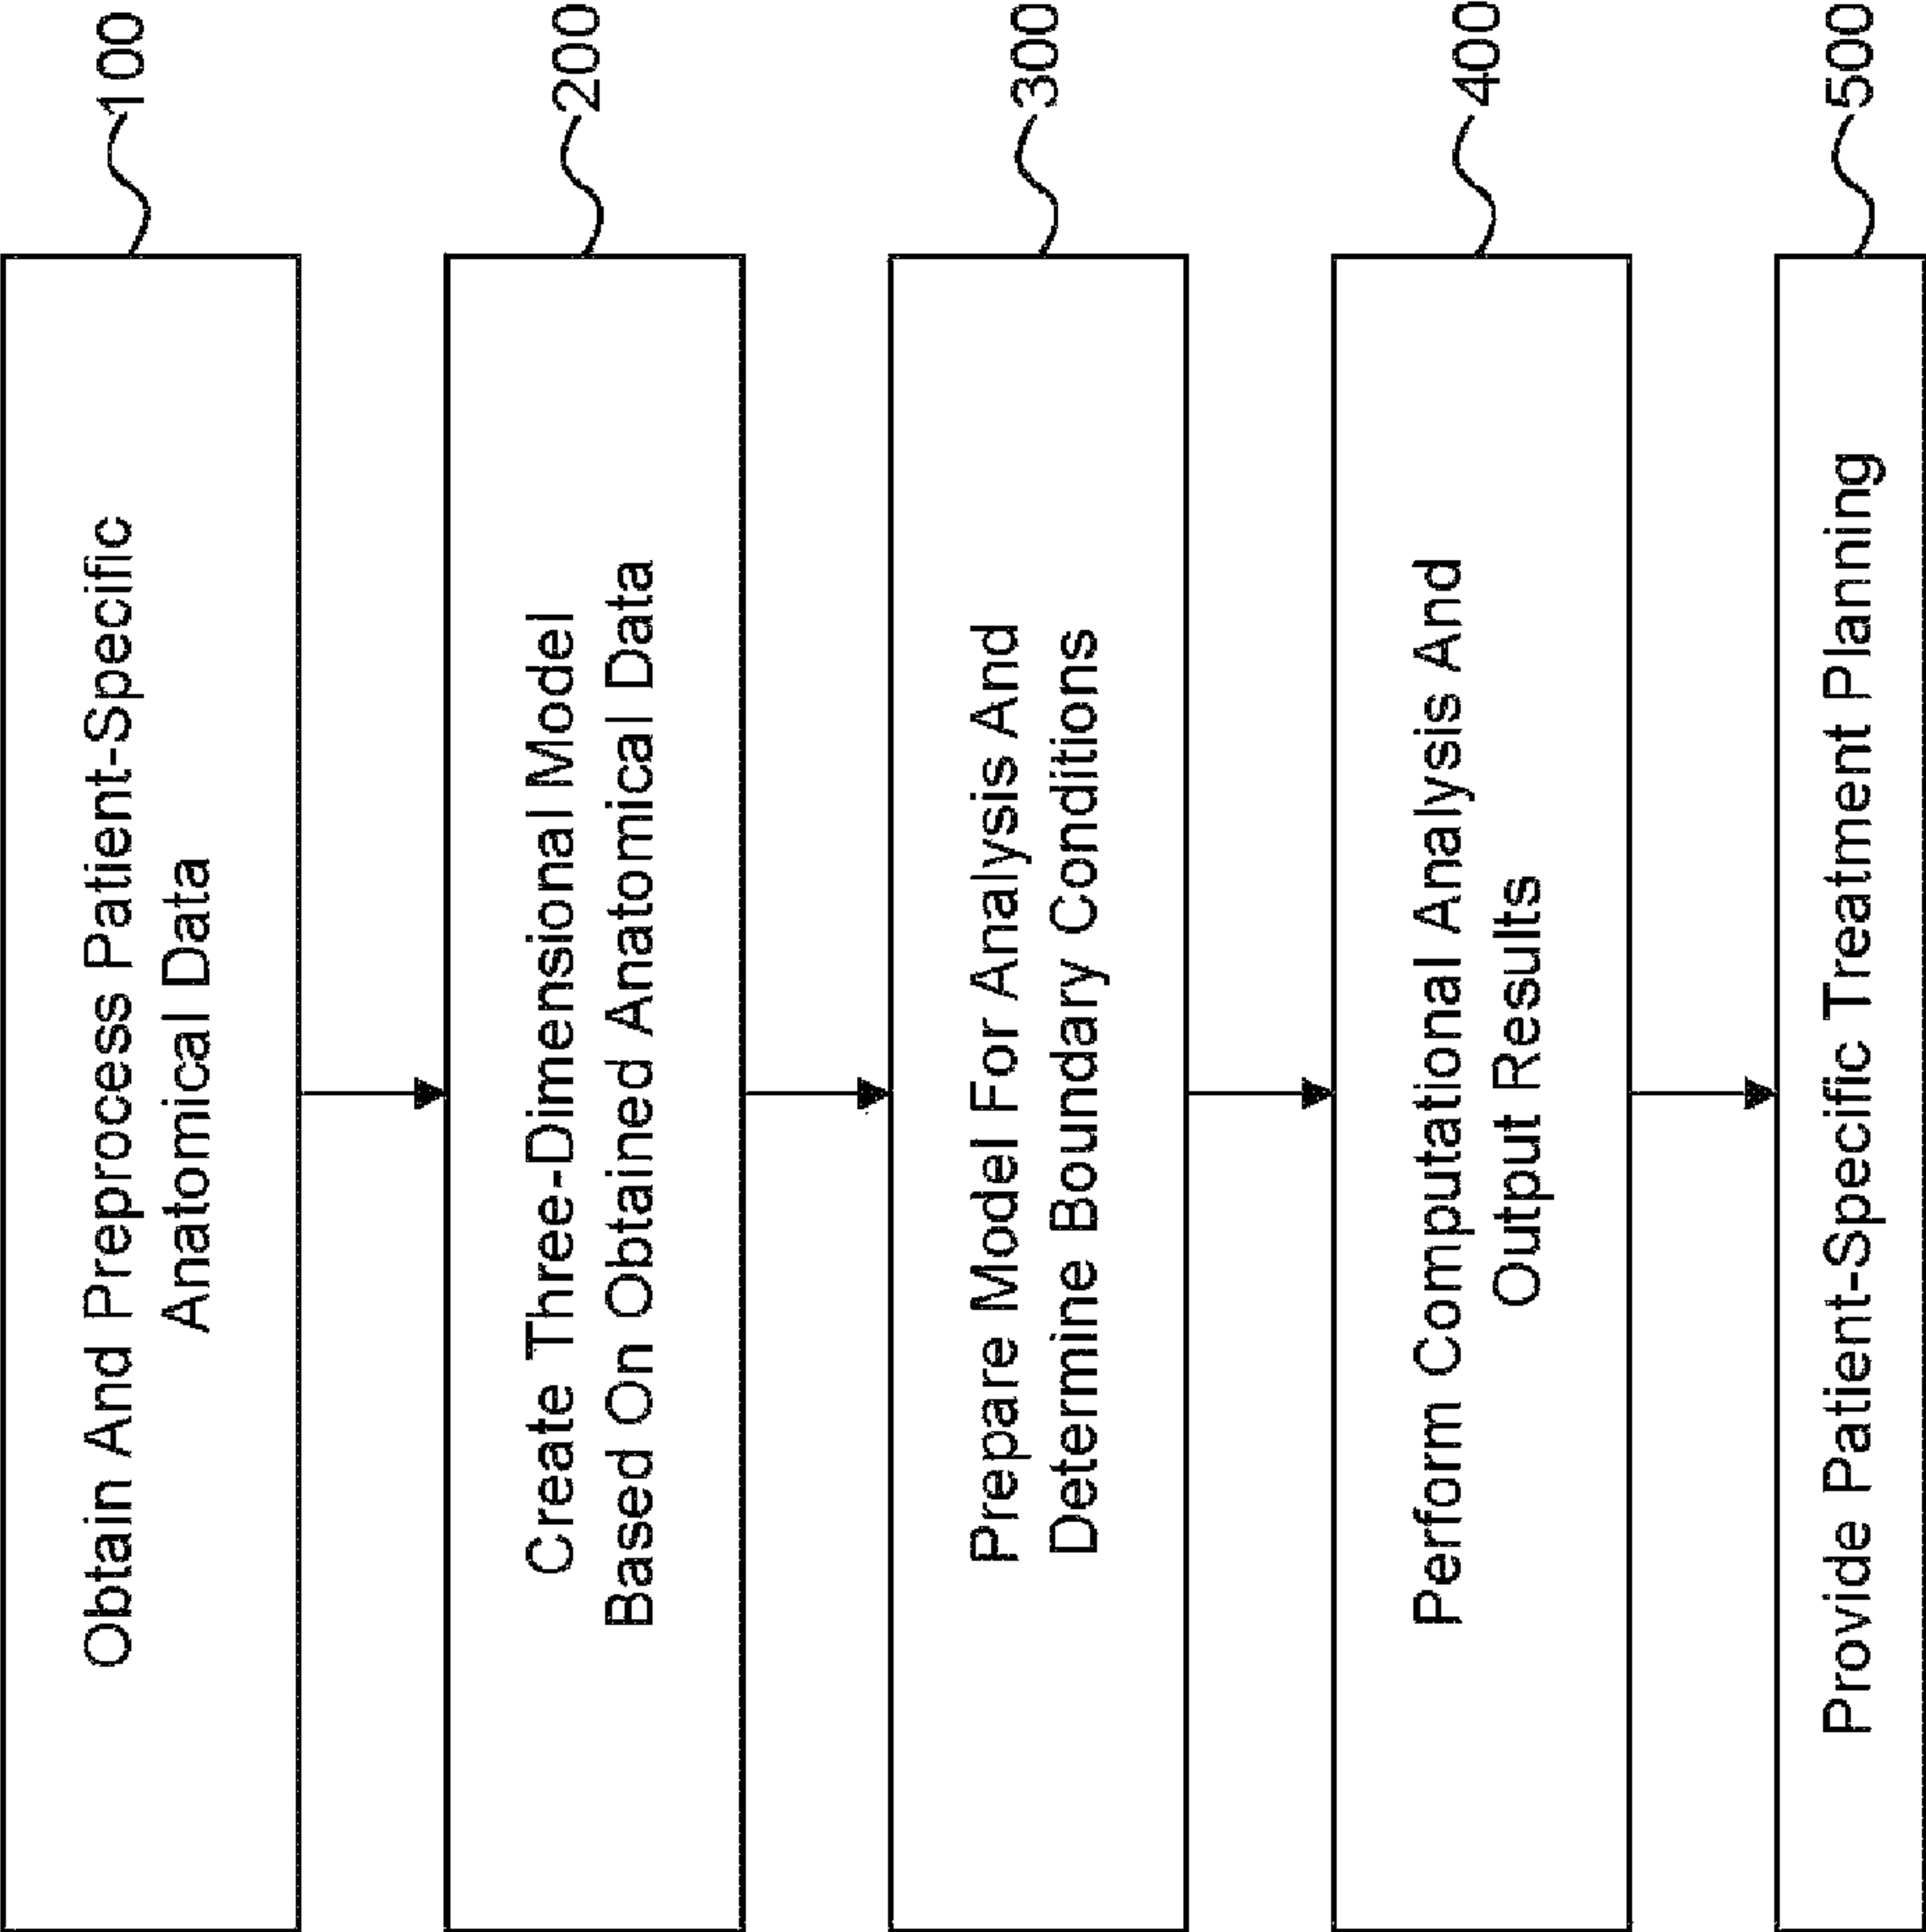 Obtain And Preprocess Patient-Specific
Anatomical Data
100
Create Three-Dimensional Model
Based On Obtained Anatomical Data
200
Prepare Model For Analysis And
Determine Boundary Conditions
300
Perform Computational Analysis And
Output Results
400
Provide Patient-Specific Treatment Planning
500